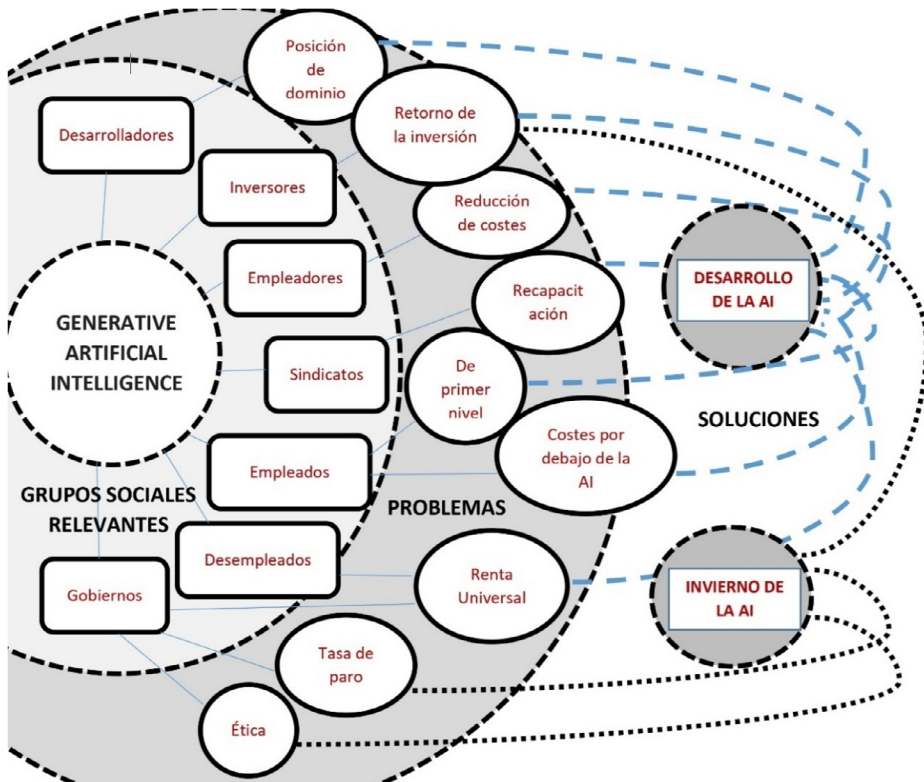 Posición
de
dominio
Retorno de
la inversión
Desarrolladores
Inversores
Reducción
de costes
Empleadores
DESARROLLO
DE LA AI
Recapacit
ación
GENERATIVE
ARTIFICIAL
INTELLIGENCE
Sindicatos
De
primer
nivel
SOLUCIONES
Costes por
debajo de la
AI
Empleados
GRUPOS SOCIALES
RELEVANTES
PROBLEMAS
Desempleados
Gobiernos
Renta
Universal
INVIERNO DE
LA AI
Tasa de
paro
Ética